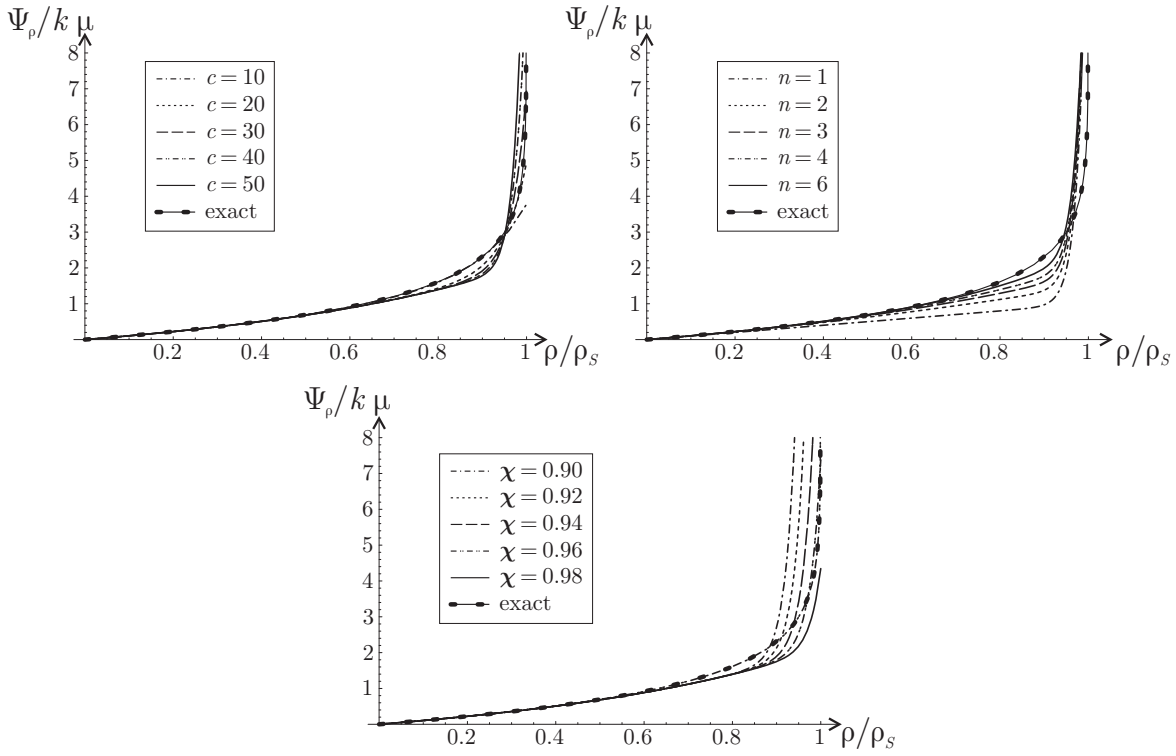 Ψρ/k μ
8
7
6
5
4
3
2
1
c = 10
c = 20
c = 30
c = 40
c = 50
exact
0.2 0.4 0.6 0.8 1 ρ/ρS
Ψρ/k μ
8
7
6
5
4
3
2
1
n = 1
n = 2
n = 3
n = 4
n = 6
exact
0.2 0.4 0.6 0.8 1 ρ/ρS
Ψρ/k μ
8
7
6
5
4
3
2
1
χ = 0.90
χ = 0.92
χ = 0.94
χ = 0.96
χ = 0.98
exact
0.2 0.4 0.6 0.8 1 ρ/ρS